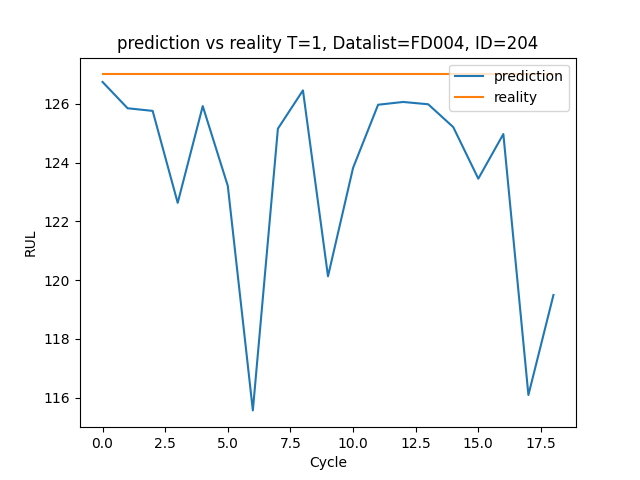 prediction vs reality T=1, Datalist=FD004, ID=204
prediction
reality
126
124
122
120
118
116
RUL
0.0 2.5 5.0 7.5 10.0 12.5 15.0 17.5
Cycle